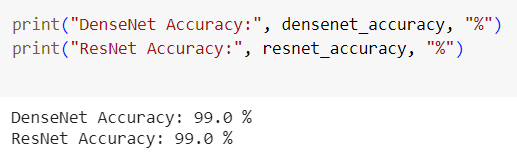 print("DenseNet Accuracy:", densenet_accuracy, "%")
print("ResNet Accuracy:", resnet_accuracy, "%")
DenseNet Accuracy: 99.0 %
ResNet Accuracy: 99.0 %